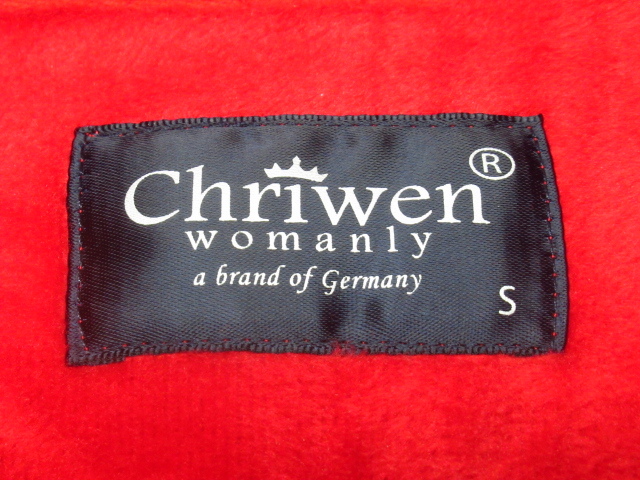 Chriwen®
womanly
a brand of Germany
S